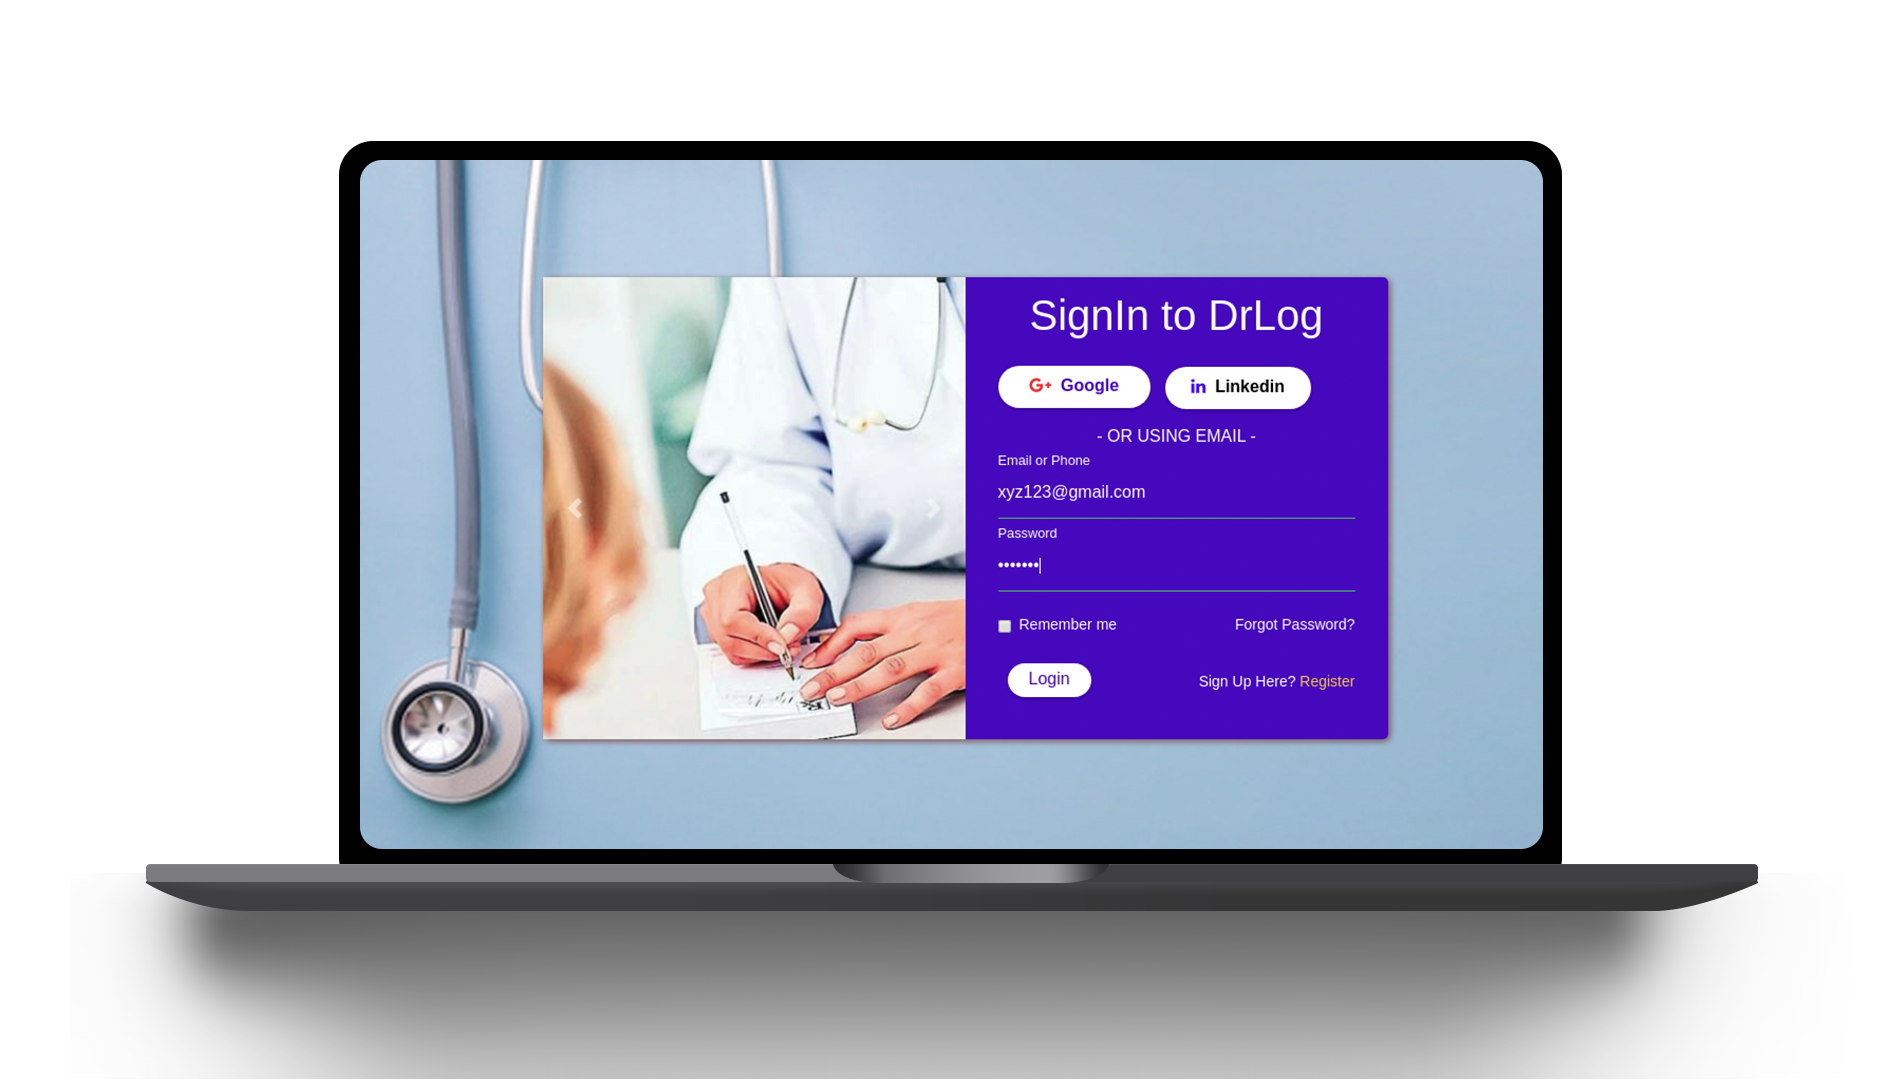 SignIn to DrLog
G+ Google
in Linkedin
- OR USING EMAIL -
Email or Phone
xyz123@gmail.com
Password
•••••••
Remember me
Forgot Password?
Login
Sign Up Here? Register